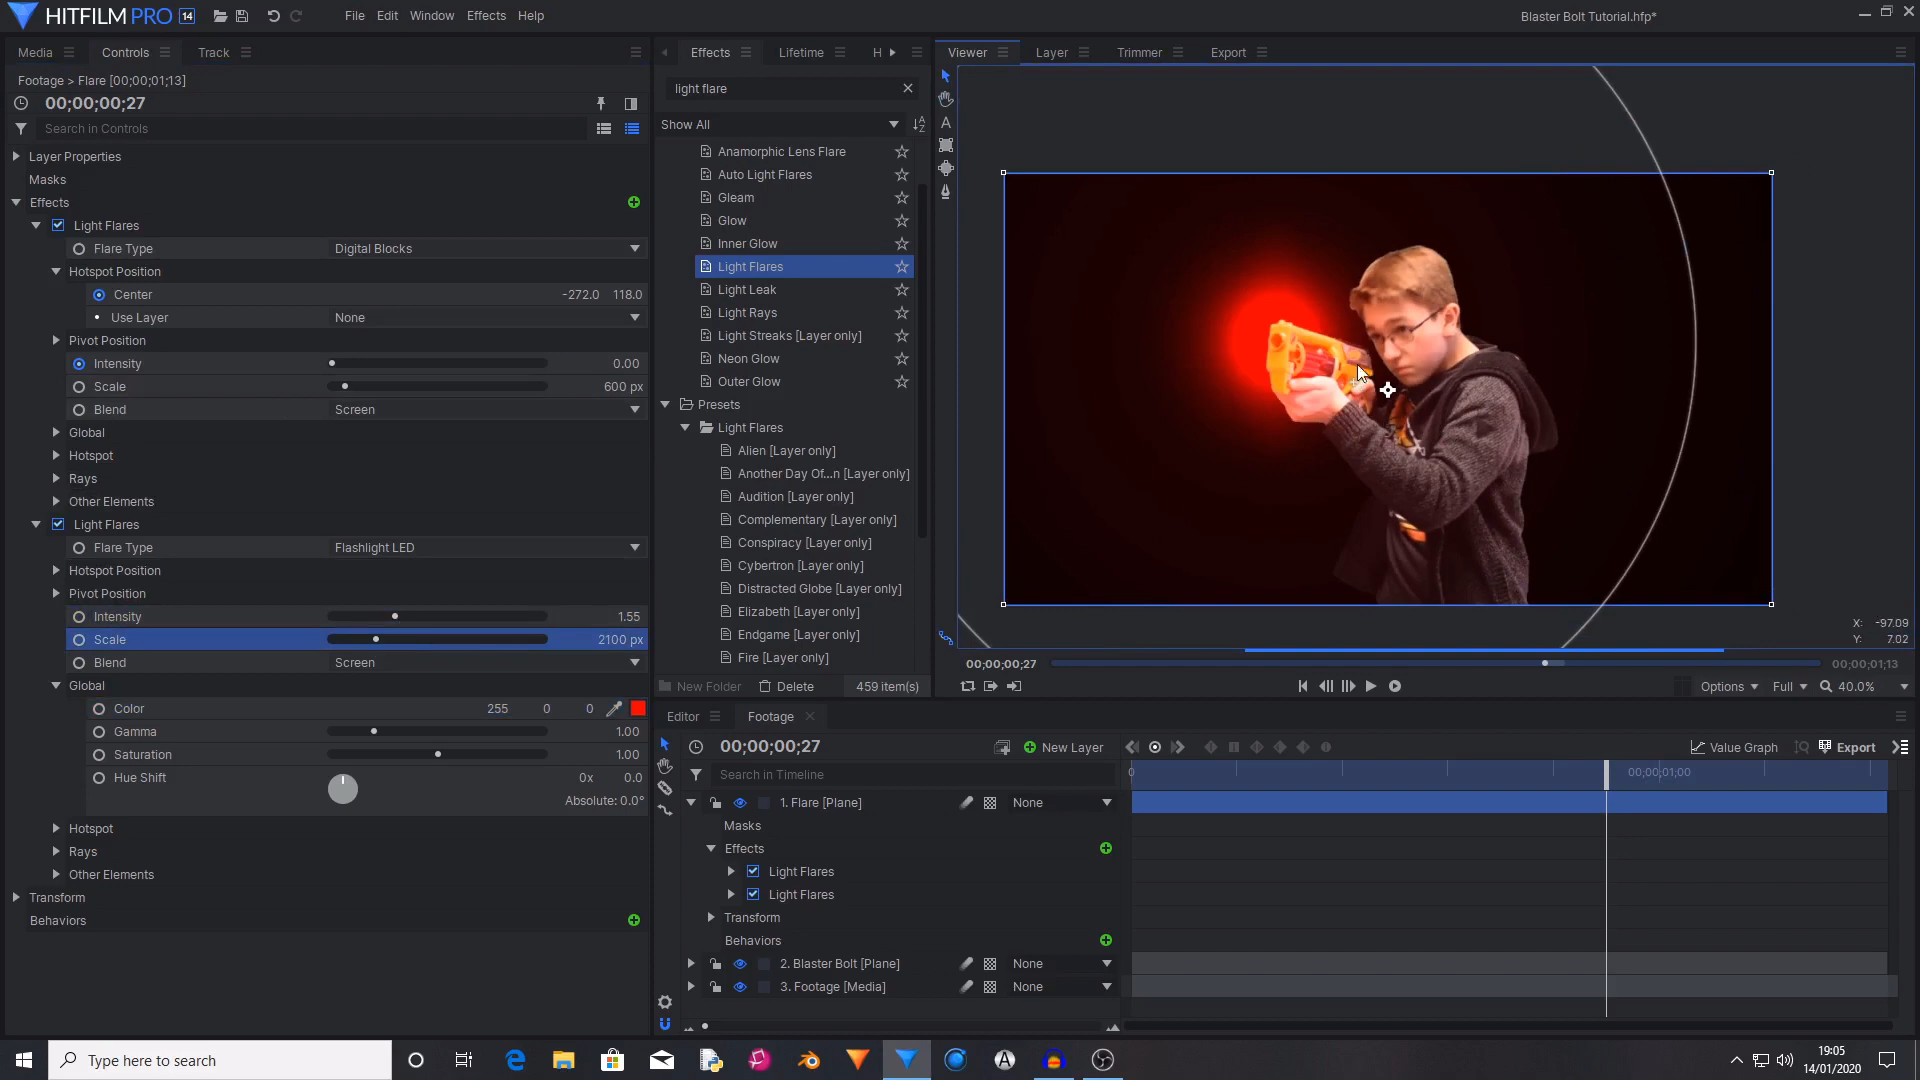 HITFILM PRO 14
File Edit Window Effects Help
Blaster Bolt Tutorial.hfp*
Media Controls Track
Footage > Flare [00;00;01;13]
00;00;00;27
Search in Controls
Layer Properties
Masks
Effects
Light Flares
Flare Type Digital Blocks
Hotspot Position
Center -272.0 118.0
Use Layer None
Pivot Position
Intensity 0.00
Scale 600 px
Blend Screen
Global
Hotspot
Rays
Other Elements
Light Flares
Flare Type Flashlight LED
Hotspot Position
Pivot Position
Intensity 1.55
Scale 2100 px
Blend Screen
Global
Color 255 0 0
Gamma 1.00
Saturation 1.00
Hue Shift 0x 0.0
Absolute: 0.0°
Hotspot
Rays
Other Elements
Transform
Behaviors
Effects Lifetime H
light flare
Show All
Anamorphic Lens Flare
Auto Light Flares
Gleam
Glow
Inner Glow
Light Flares
Light Leak
Light Rays
Light Streaks [Layer only]
Neon Glow
Outer Glow
Presets
Light Flares
Alien [Layer only]
Another Day Of...n [Layer only]
Audition [Layer only]
Complementary [Layer only]
Conspiracy [Layer only]
Cybertron [Layer only]
Distracted Globe [Layer only]
Elizabeth [Layer only]
Endgame [Layer only]
Fire [Layer only]
New Folder Delete 459 item(s)
Viewer Layer Trimmer Export
A
X: -97.09
Y: 7.02
00;00;00;27 00;00;01;13
Options Full 40.0%
Editor Footage
00;00;00;27 New Layer Value Graph Export
Search in Timeline
0 00;00;01;00
1. Flare [Plane] None
Masks
Effects
Light Flares
Light Flares
Transform
Behaviors
2. Blaster Bolt [Plane] None
3. Footage [Media] None
Type here to search
19:05
14/01/2020